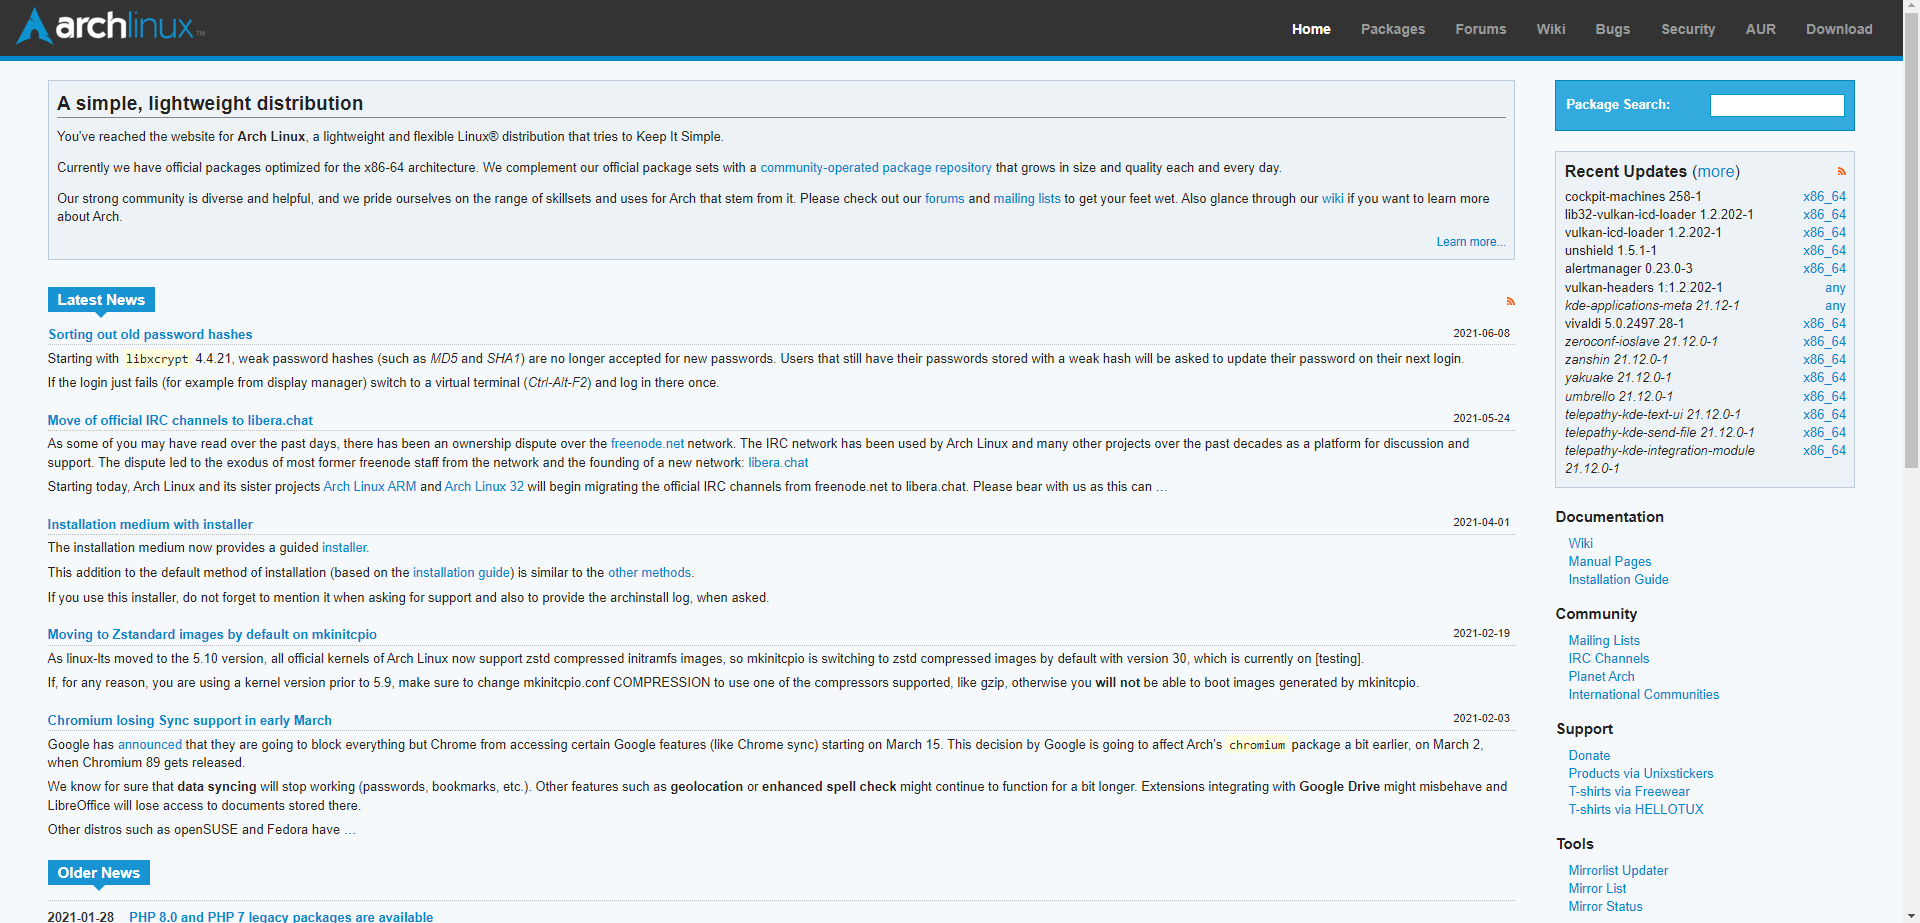 archlinux™
Home Packages Forums Wiki Bugs Security AUR Download
A simple, lightweight distribution
You've reached the website for Arch Linux, a lightweight and flexible Linux® distribution that tries to Keep It Simple.
Currently we have official packages optimized for the x86-64 architecture. We complement our official package sets with a community-operated package repository that grows in size and quality each and every day.
Our strong community is diverse and helpful, and we pride ourselves on the range of skillsets and uses for Arch that stem from it. Please check out our forums and mailing lists to get your feet wet. Also glance through our wiki if you want to learn more
about Arch.
Learn more...
Latest News
Sorting out old password hashes 2021-06-08
Starting with libxcrypt 4.4.21, weak password hashes (such as MD5 and SHA1) are no longer accepted for new passwords. Users that still have their passwords stored with a weak hash will be asked to update their password on their next login.
If the login just fails (for example from display manager) switch to a virtual terminal (Ctrl-Alt-F2) and log in there once.
Move of official IRC channels to libera.chat 2021-05-24
As some of you may have read over the past days, there has been an ownership dispute over the freenode.net network. The IRC network has been used by Arch Linux and many other projects over the past decades as a platform for discussion and
support. The dispute led to the exodus of most former freenode staff from the network and the founding of a new network: libera.chat
Starting today, Arch Linux and its sister projects Arch Linux ARM and Arch Linux 32 will begin migrating the official IRC channels from freenode.net to libera.chat. Please bear with us as this can …
Installation medium with installer 2021-04-01
The installation medium now provides a guided installer.
This addition to the default method of installation (based on the installation guide) is similar to the other methods.
If you use this installer, do not forget to mention it when asking for support and also to provide the archinstall log, when asked.
Moving to Zstandard images by default on mkinitcpio 2021-02-19
As linux-lts moved to the 5.10 version, all official kernels of Arch Linux now support zstd compressed initramfs images, so mkinitcpio is switching to zstd compressed images by default with version 30, which is currently on [testing].
If, for any reason, you are using a kernel version prior to 5.9, make sure to change mkinitcpio.conf COMPRESSION to use one of the compressors supported, like gzip, otherwise you will not be able to boot images generated by mkinitcpio.
Chromium losing Sync support in early March 2021-02-03
Google has announced that they are going to block everything but Chrome from accessing certain Google features (like Chrome sync) starting on March 15. This decision by Google is going to affect Arch's chromium package a bit earlier, on March 2,
when Chromium 89 gets released.
We know for sure that data syncing will stop working (passwords, bookmarks, etc.). Other features such as geolocation or enhanced spell check might continue to function for a bit longer. Extensions integrating with Google Drive might misbehave and
LibreOffice will lose access to documents stored there.
Other distros such as openSUSE and Fedora have …
Older News
2021-01-28 PHP 8.0 and PHP 7 legacy packages are available
Package Search:
Recent Updates (more)
cockpit-machines 258-1 x86_64
lib32-vulkan-icd-loader 1.2.202-1 x86_64
vulkan-icd-loader 1.2.202-1 x86_64
unshield 1.5.1-1 x86_64
alertmanager 0.23.0-3 x86_64
vulkan-headers 1:1.2.202-1 any
kde-applications-meta 21.12-1 any
vivaldi 5.0.2497.28-1 x86_64
zeroconf-ioslave 21.12.0-1 x86_64
zanshin 21.12.0-1 x86_64
yakuake 21.12.0-1 x86_64
umbrello 21.12.0-1 x86_64
telepathy-kde-text-ui 21.12.0-1 x86_64
telepathy-kde-send-file 21.12.0-1 x86_64
telepathy-kde-integration-module x86_64
21.12.0-1
Documentation
Wiki
Manual Pages
Installation Guide
Community
Mailing Lists
IRC Channels
Planet Arch
International Communities
Support
Donate
Products via Unixstickers
T-shirts via Freewear
T-shirts via HELLOTUX
Tools
Mirrorlist Updater
Mirror List
Mirror Status